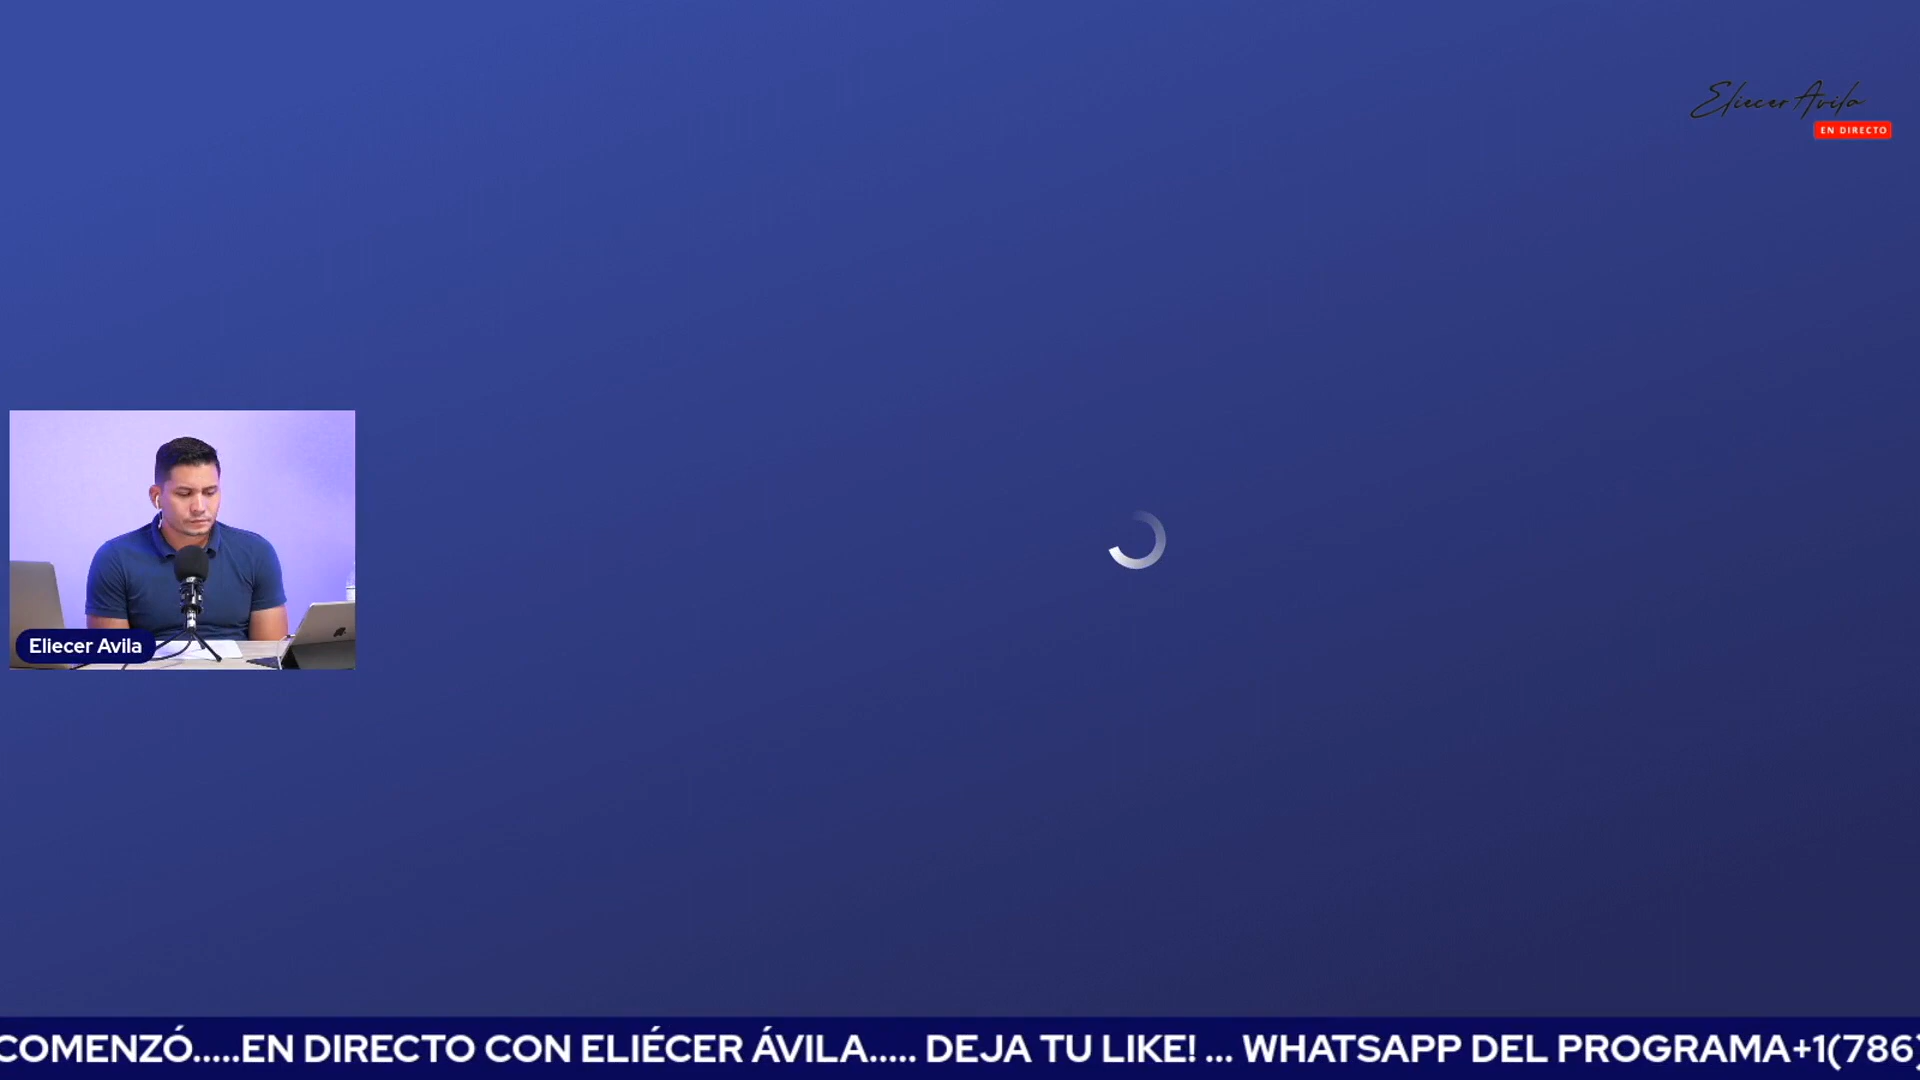 Eliecer Avila
EN DIRECTO
Eliecer Avila
COMENZÓ.....EN DIRECTO CON ELIÉCER ÁVILA..... DEJA TU LIKE! ... WHATSAPP DEL PROGRAMA+1(786)